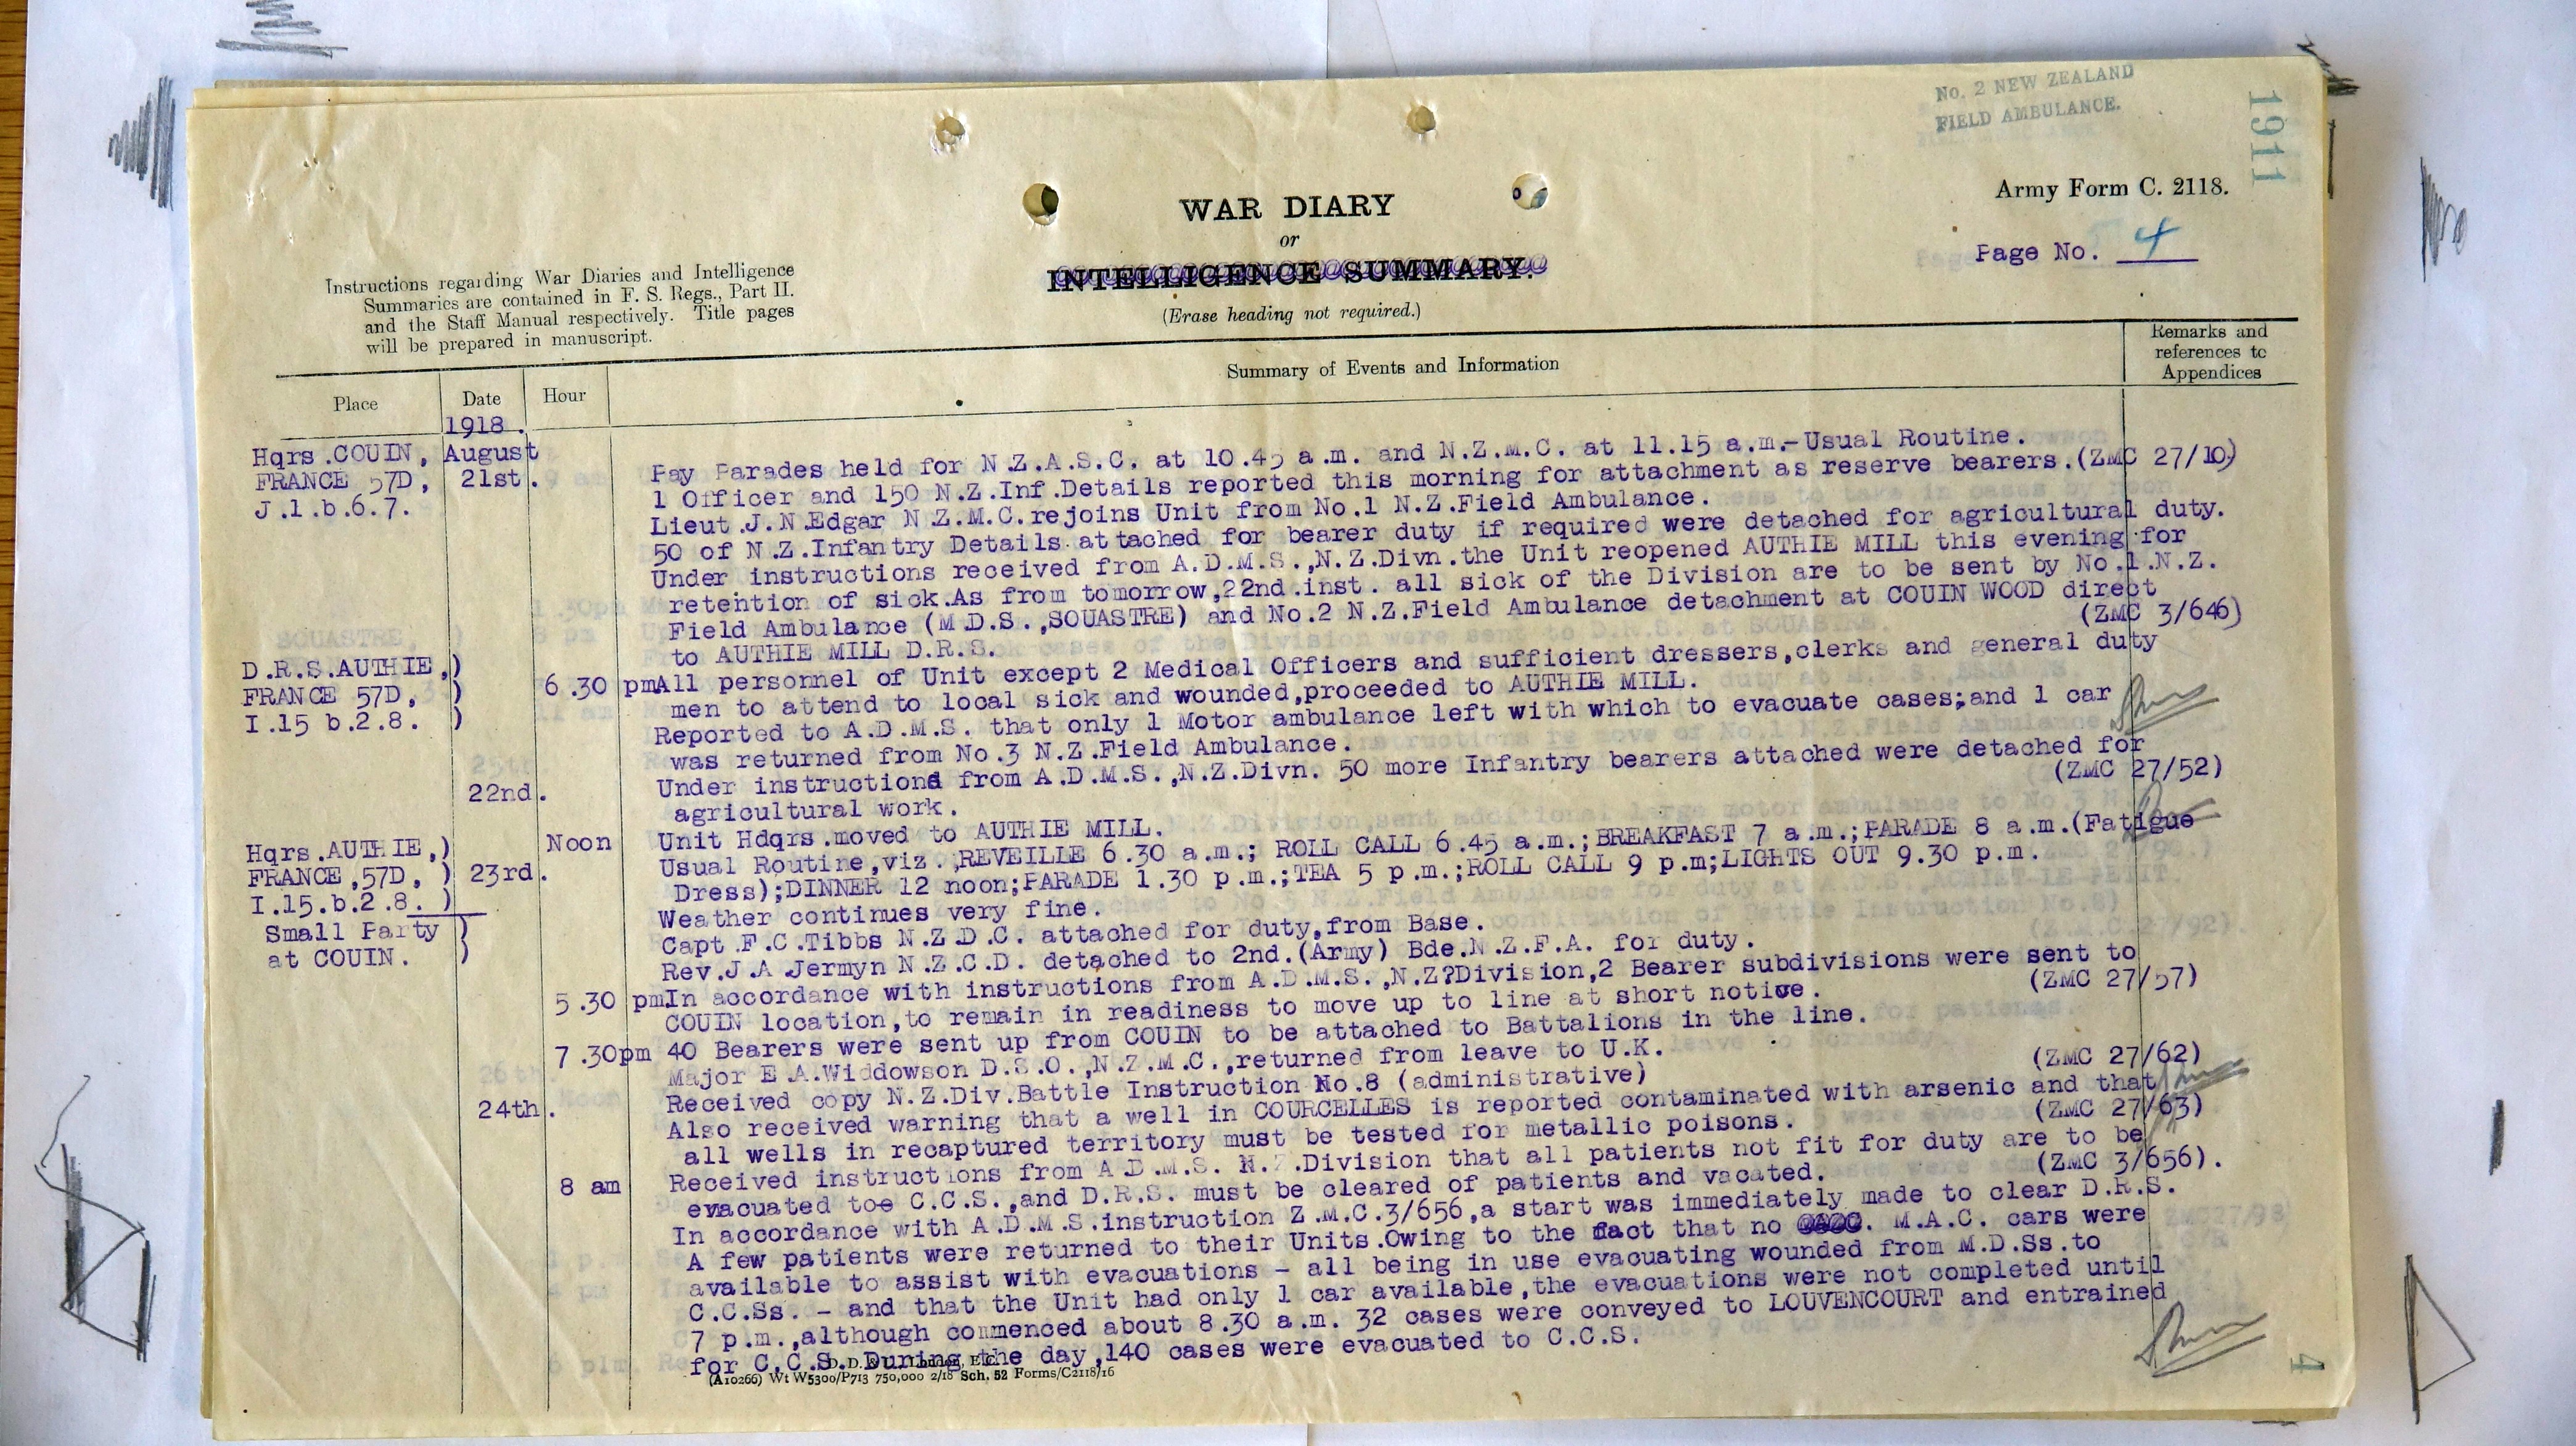 No. 2 NEW ZEALAND
FIELD AMBULANCE.
1911
Army Form C. 2118.
Page No. 4
WAR DIARY
or
INTELLIGENCE SUMMARY.
(Erase heading not required.)
Instructions regarding War Diaries and Intelligence
Summaries are contained in F. S. Regs., Part II.
and the Staff Manual respectively. Title pages
will be prepared in manuscript.
Place Date Hour Summary of Events and Information Remarks and references to Appendices
1918.
Hqrs.COUIN, August
FRANCE 57D, 21st.
J.1.b.6.7.
Pay Parades held for N.Z.A.S.C. at 10.45 a.m. and N.Z.M.C. at 11.15 a.m.-Usual Routine.
1 Officer and 150 N.Z.Inf.Details reported this morning for attachment as reserve bearers.(ZMC 27/10)
Lieut.J.N.Edgar N.Z.M.C.rejoins Unit from No.1 N.Z.Field Ambulance.
50 of N.Z.Infantry Details attached for bearer duty if required were detached for agricultural duty.
Under instructions received from A.D.M.S.,N.Z.Divn.the Unit reopened AUTHIE MILL this evening for
retention of sick.As from tomorrow,22nd.inst. all sick of the Division are to be sent by No.1.N.Z.
Field Ambulance (M.D.S.,SOUASTRE) and No.2 N.Z.Field Ambulance detachment at COUIN WOOD direct
to AUTHIE MILL D.R.S. (ZMC 3/646)
D.R.S.AUTHIE,)
FRANCE 57D, )
I.15 b.2.8. )
6.30 pm All personnel of Unit except 2 Medical Officers and sufficient dressers,clerks and general duty
men to attend to local sick and wounded,proceeded to AUTHIE MILL.
Reported to A.D.M.S. that only 1 Motor ambulance left with which to evacuate cases;and 1 car
was returned from No.3 N.Z.Field Ambulance.
22nd. Under instructions from A.D.M.S.,N.Z.Divn. 50 more Infantry bearers attached were detached for
agricultural work. (ZMC 27/52)
Noon Unit Hdqrs.moved to AUTHIE MILL.
Hqrs.AUTHIE,)
FRANCE,57D, ) 23rd.
I.15.b.2.8. )
Small Party )
at COUIN. )
Usual Routine,viz.,REVEILLE 6.30 a.m.; ROLL CALL 6.45 a.m.;BREAKFAST 7 a.m.;PARADE 8 a.m.(Fatigue
Dress);DINNER 12 noon;PARADE 1.30 p.m.;TEA 5 p.m.;ROLL CALL 9 p.m;LIGHTS OUT 9.30 p.m.
Weather continues very fine.
Capt.F.C.Tibbs N.Z.D.C. attached for duty,from Base.
Rev.J.A.Jermyn N.Z.C.D. detached to 2nd.(Army) Bde.N.Z.F.A. for duty.
5.30 pm In accordance with instructions from A.D.M.S.,N.Z?Division,2 Bearer subdivisions were sent to
COUIN location,to remain in readiness to move up to line at short notice. (ZMC 27/57)
7.30pm 40 Bearers were sent up from COUIN to be attached to Battalions in the line.
Major E.A.Widdowson D.S.O.,N.Z.M.C.,returned from leave to U.K.
24th. Received copy N.Z.Div.Battle Instruction No.8 (administrative) (ZMC 27/62)
Also received warning that a well in COURCELLES is reported contaminated with arsenic and that
all wells in recaptured territory must be tested for metallic poisons. (ZMC 27/63)
8 am Received instructions from A.D.M.S. N.Z.Division that all patients not fit for duty are to be
evacuated toe C.C.S.,and D.R.S. must be cleared of patients and vacated. (ZMC 3/656).
In accordance with A.D.M.S.instruction Z.M.C.3/656,a start was immediately made to clear D.R.S.
A few patients were returned to their Units.Owing to the fact that no M.A.C. cars were
available to assist with evacuations - all being in use evacuating wounded from M.D.Ss.to
C.C.Ss. - and that the Unit had only 1 car available,the evacuations were not completed until
7 p.m.,although commenced about 8.30 a.m. 32 cases were conveyed to LOUVENCOURT and entrained
for C.C.S. During the day,140 cases were evacuated to C.C.S.
(A10266) Wt W5300/P713 750,000 2/18 Sch. 52 Forms/C2118/16
4